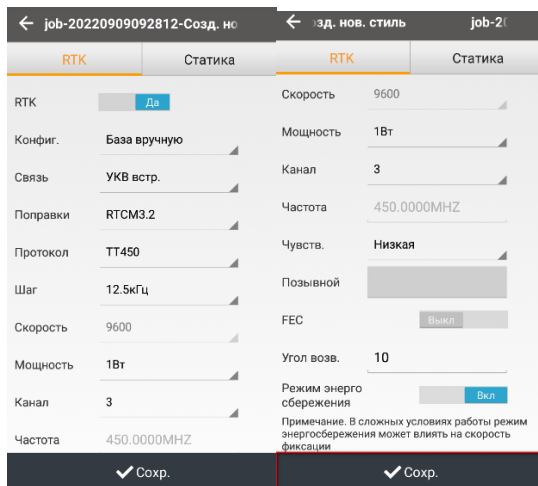 job-20220909092812-Созд. но
RTK Статика
RTK Да
Конфиг. База вручную
Связь УКВ встр.
Поправки RTCM3.2
Протокол TT450
Шаг 12.5кГц
Скорость 9600
Мощность 1Вт
Канал 3
Частота 450.0000MHZ
Сохр.
зд. нов. стиль job-20
RTK Статика
Скорость 9600
Мощность 1Вт
Канал 3
Частота 450.0000MHZ
Чувств. Низкая
Позывной
FEC Выкл
Угол возв. 10
Режим энерго
сбережения Вкл
Примечание. В сложных условиях работы режим
энергосбережения может влиять на скорость
фиксации
Сохр.